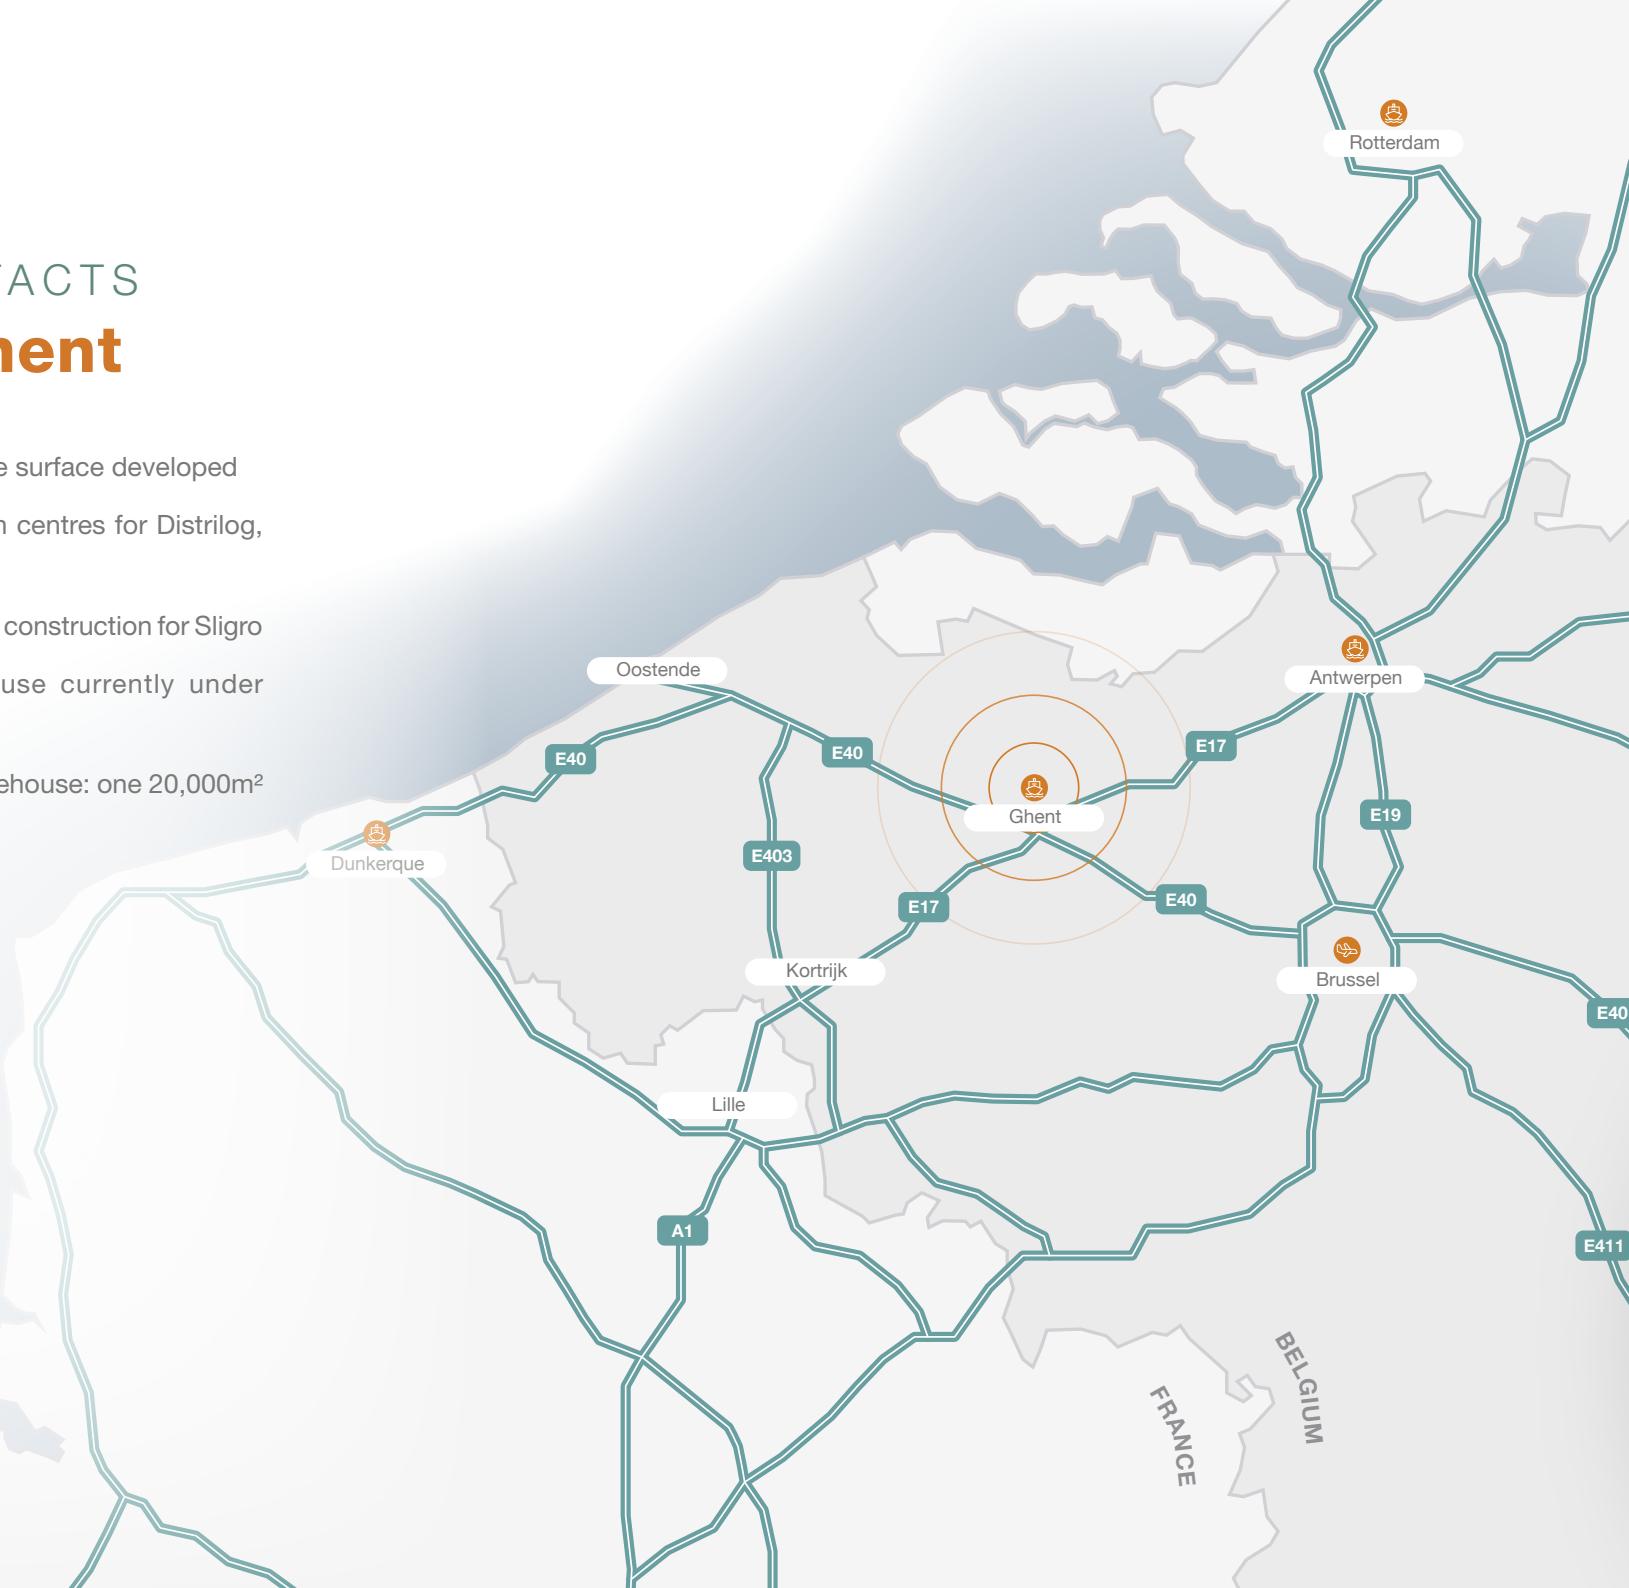 ACTS
ent
e surface developed
n centres for Distrilog,
construction for Sligro
use currently under
ehouse: one 20,000m²
Rotterdam
Antwerpen
Oostende
E40
E40
E17
Ghent
E19
Dunkerque
E403
E17
E40
Kortrijk
Brussel
E40
Lille
A1
E411
BELGIUM
FRANCE